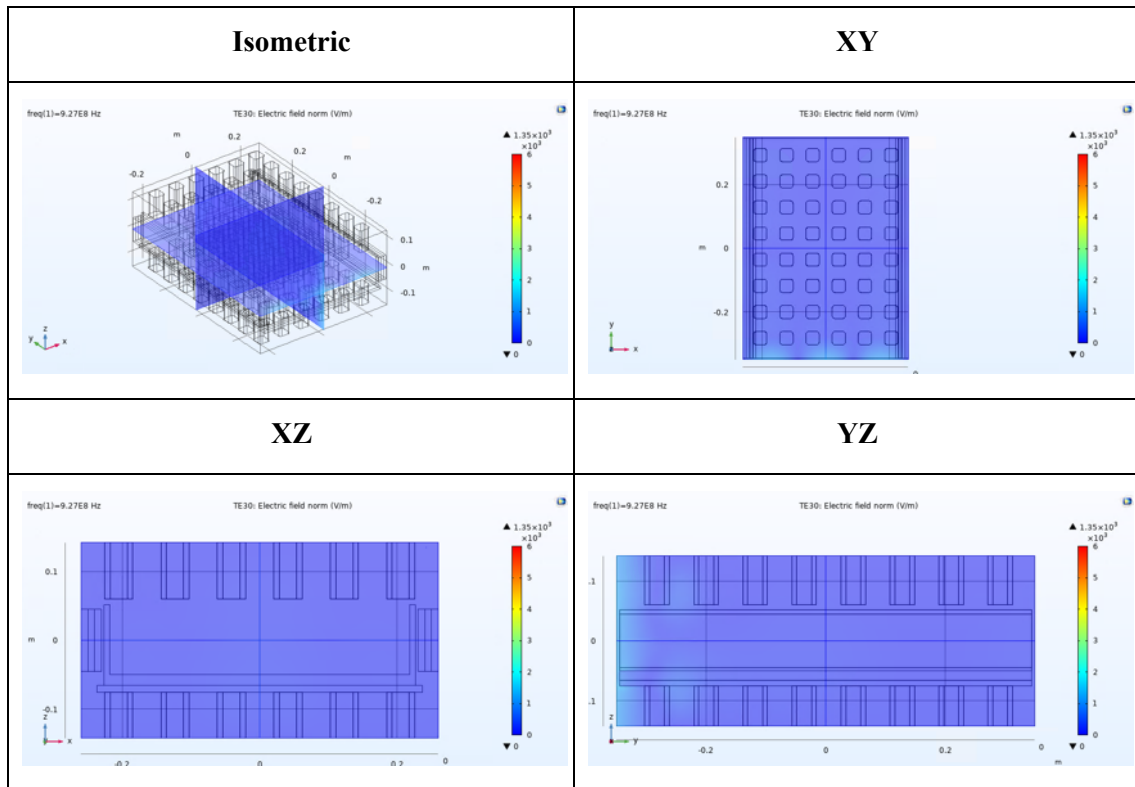 Isometric
XY
freq(1)=9.27E8 Hz
TE30: Electric field norm (V/m)
m
0.2
0
-0.2
m
0.2
0
-0.2
0.1
0
-0.1
m
z
y
x
▲ 1.35×10³
×10³
6
5
4
3
2
1
0
▼ 0
freq(1)=9.27E8 Hz
TE30: Electric field norm (V/m)
0.2
m
0
-0.2
y
z
x
0
▲ 1.35×10³
×10³
6
5
4
3
2
1
0
▼ 0
XZ
YZ
freq(1)=9.27E8 Hz
TE30: Electric field norm (V/m)
0.1
m
0
-0.1
z
y
x
-0.2
0
0.2
0
▲ 1.35×10³
×10³
6
5
4
3
2
1
0
▼ 0
freq(1)=9.27E8 Hz
TE30: Electric field norm (V/m)
.1
0
.1
z
x
y
-0.2
0
0.2
0
m
▲ 1.35×10³
×10³
6
5
4
3
2
1
0
▼ 0